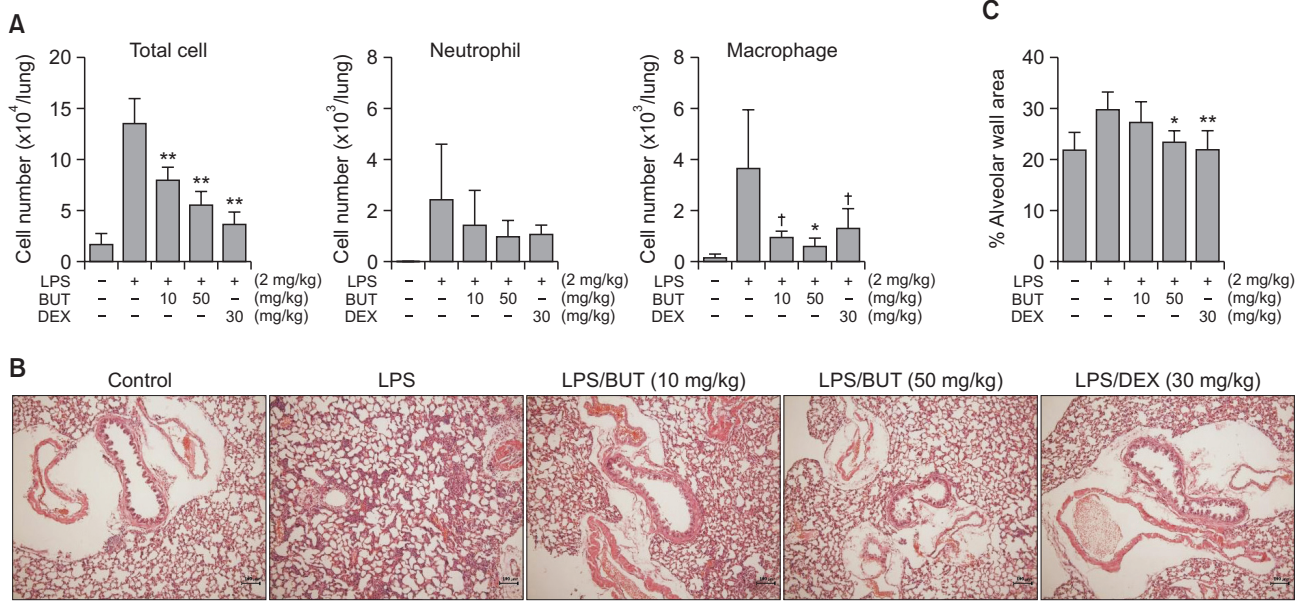 A
C
Total cell
Neutrophil
Macrophage
Cell number (x10⁴/lung)
20
15
10
5
0
**
**
**
Cell number (x10³/lung)
8
6
4
2
0
Cell number (x10³/lung)
8
6
4
2
0
†
*
†
% Alveolar wall area
40
30
20
10
0
*
**
LPS – + + + + (2 mg/kg)
BUT – – 10 50 – (mg/kg)
DEX – – – – 30 (mg/kg)
– + + + + (2 mg/kg)
LPS
– – 10 50 – (mg/kg)
BUT
– – – – 30 (mg/kg)
DEX
LPS – + + + + (2 mg/kg)
BUT – – 10 50 – (mg/kg)
DEX – – – – 30 (mg/kg)
LPS – + + + + (2 mg/kg)
BUT – – 10 50 – (mg/kg)
DEX – – – – 30 (mg/kg)
B
Control
LPS
LPS/BUT (10 mg/kg)
LPS/BUT (50 mg/kg)
LPS/DEX (30 mg/kg)